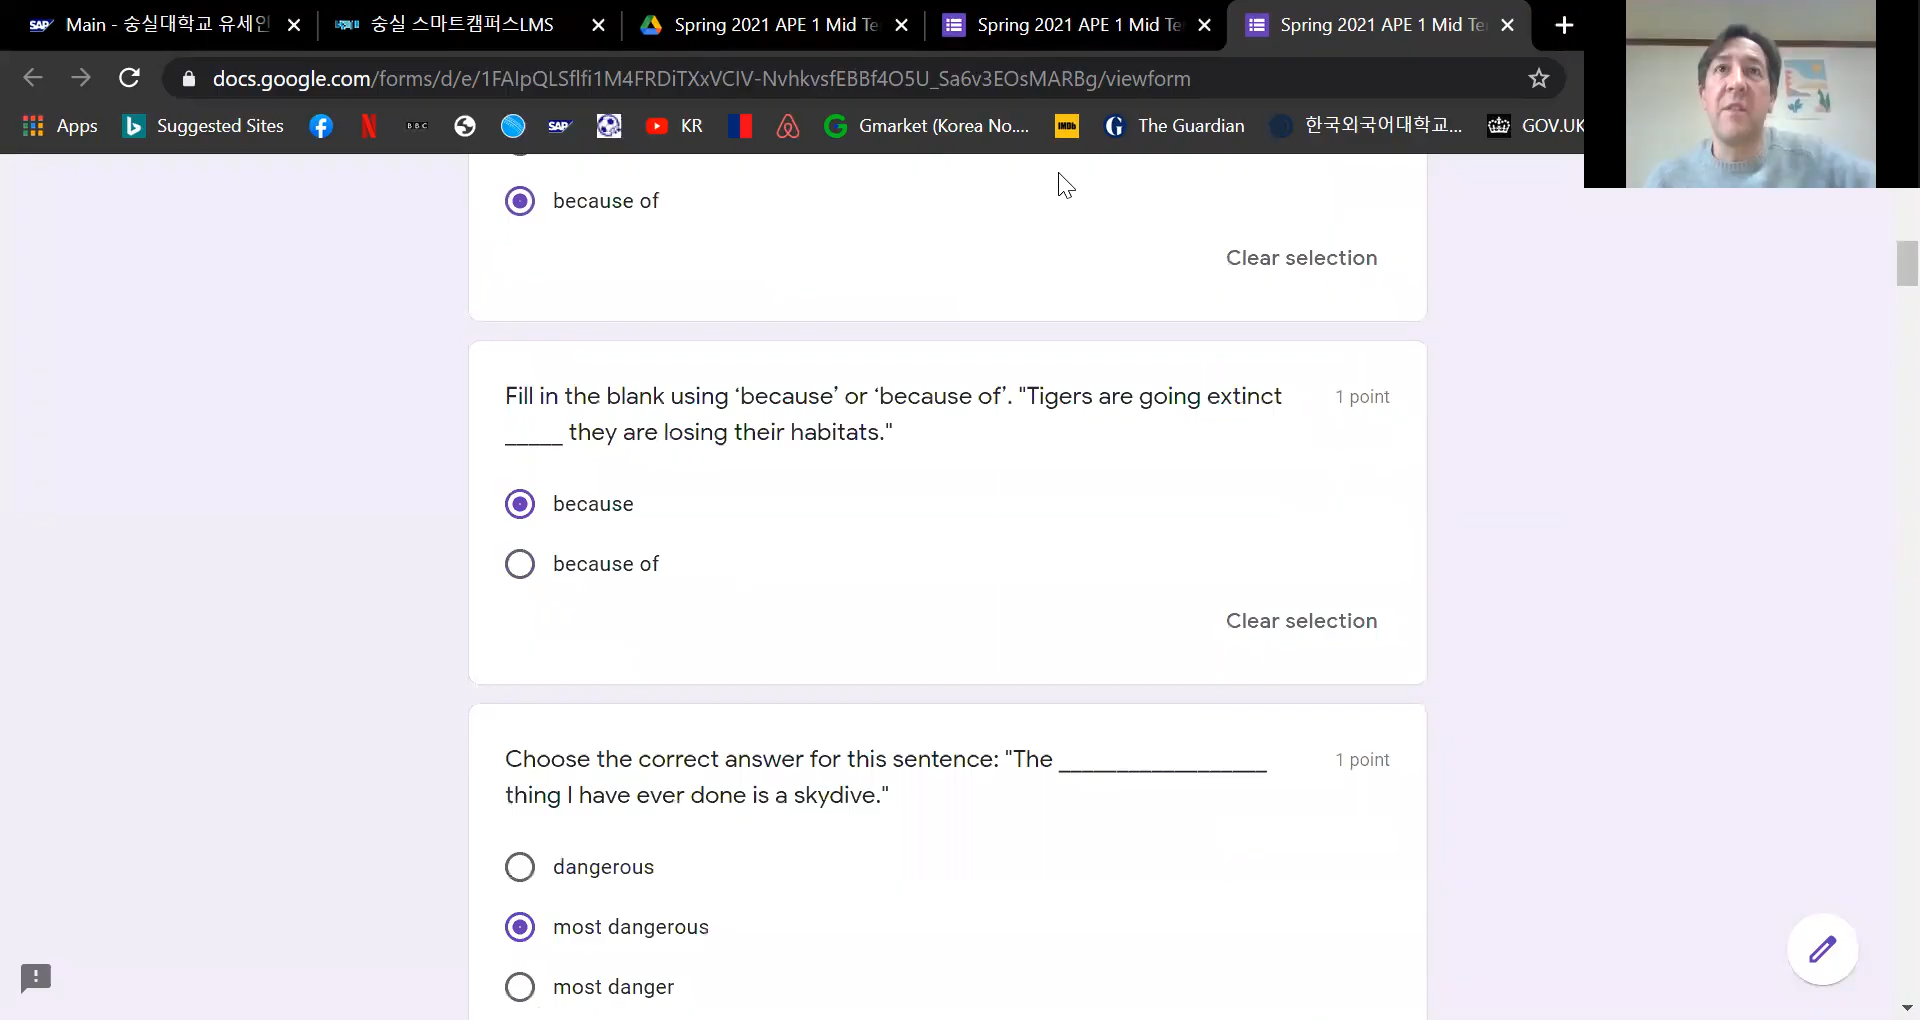 Main - 숭실대학교 유세인
숭실 스마트캠퍼스LMS
Spring 2021 APE 1 Mid Te
Spring 2021 APE 1 Mid Te
Spring 2021 APE 1 Mid Te
docs.google.com/forms/d/e/1FAIpQLSflfi1M4FRDiTXxVCIV-NvhkvsfEBBf4O5U_Sa6v3EOsMARBg/viewform
Apps
Suggested Sites
BBC
SAP
KR
Gmarket (Korea No....
IMDb
The Guardian
한국외국어대학교...
GOV.UK
because of
Clear selection
Fill in the blank using ‘because’ or ‘because of’. "Tigers are going extinct
1 point
_____ they are losing their habitats."
because
because of
Clear selection
Choose the correct answer for this sentence: "The __________________
1 point
thing I have ever done is a skydive."
dangerous
most dangerous
most danger